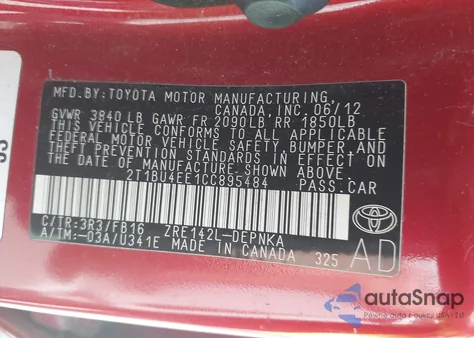 MFD.BY:TOYOTA MOTOR MANUFACTURING,
CANADA, INC. 06/12
GVWR 3840 LB GAWR FR 2090LB RR 1850LB
THIS VEHICLE CONFORMS TO ALL APPLICABLE
FEDERAL MOTOR VEHICLE SAFETY, BUMPER, AND
THEFT PREVENTION STANDARDS IN EFFECT ON
THE DATE OF MANUFACTURE SHOWN ABOVE.
2T1BU4EE1CC895484 PASS.CAR
C/TR:3R3/FB16 ZRE142L-DEPNKA
A/TM:-03A/U341E MADE IN CANADA 325
AD
TOYOTA
autoSnap